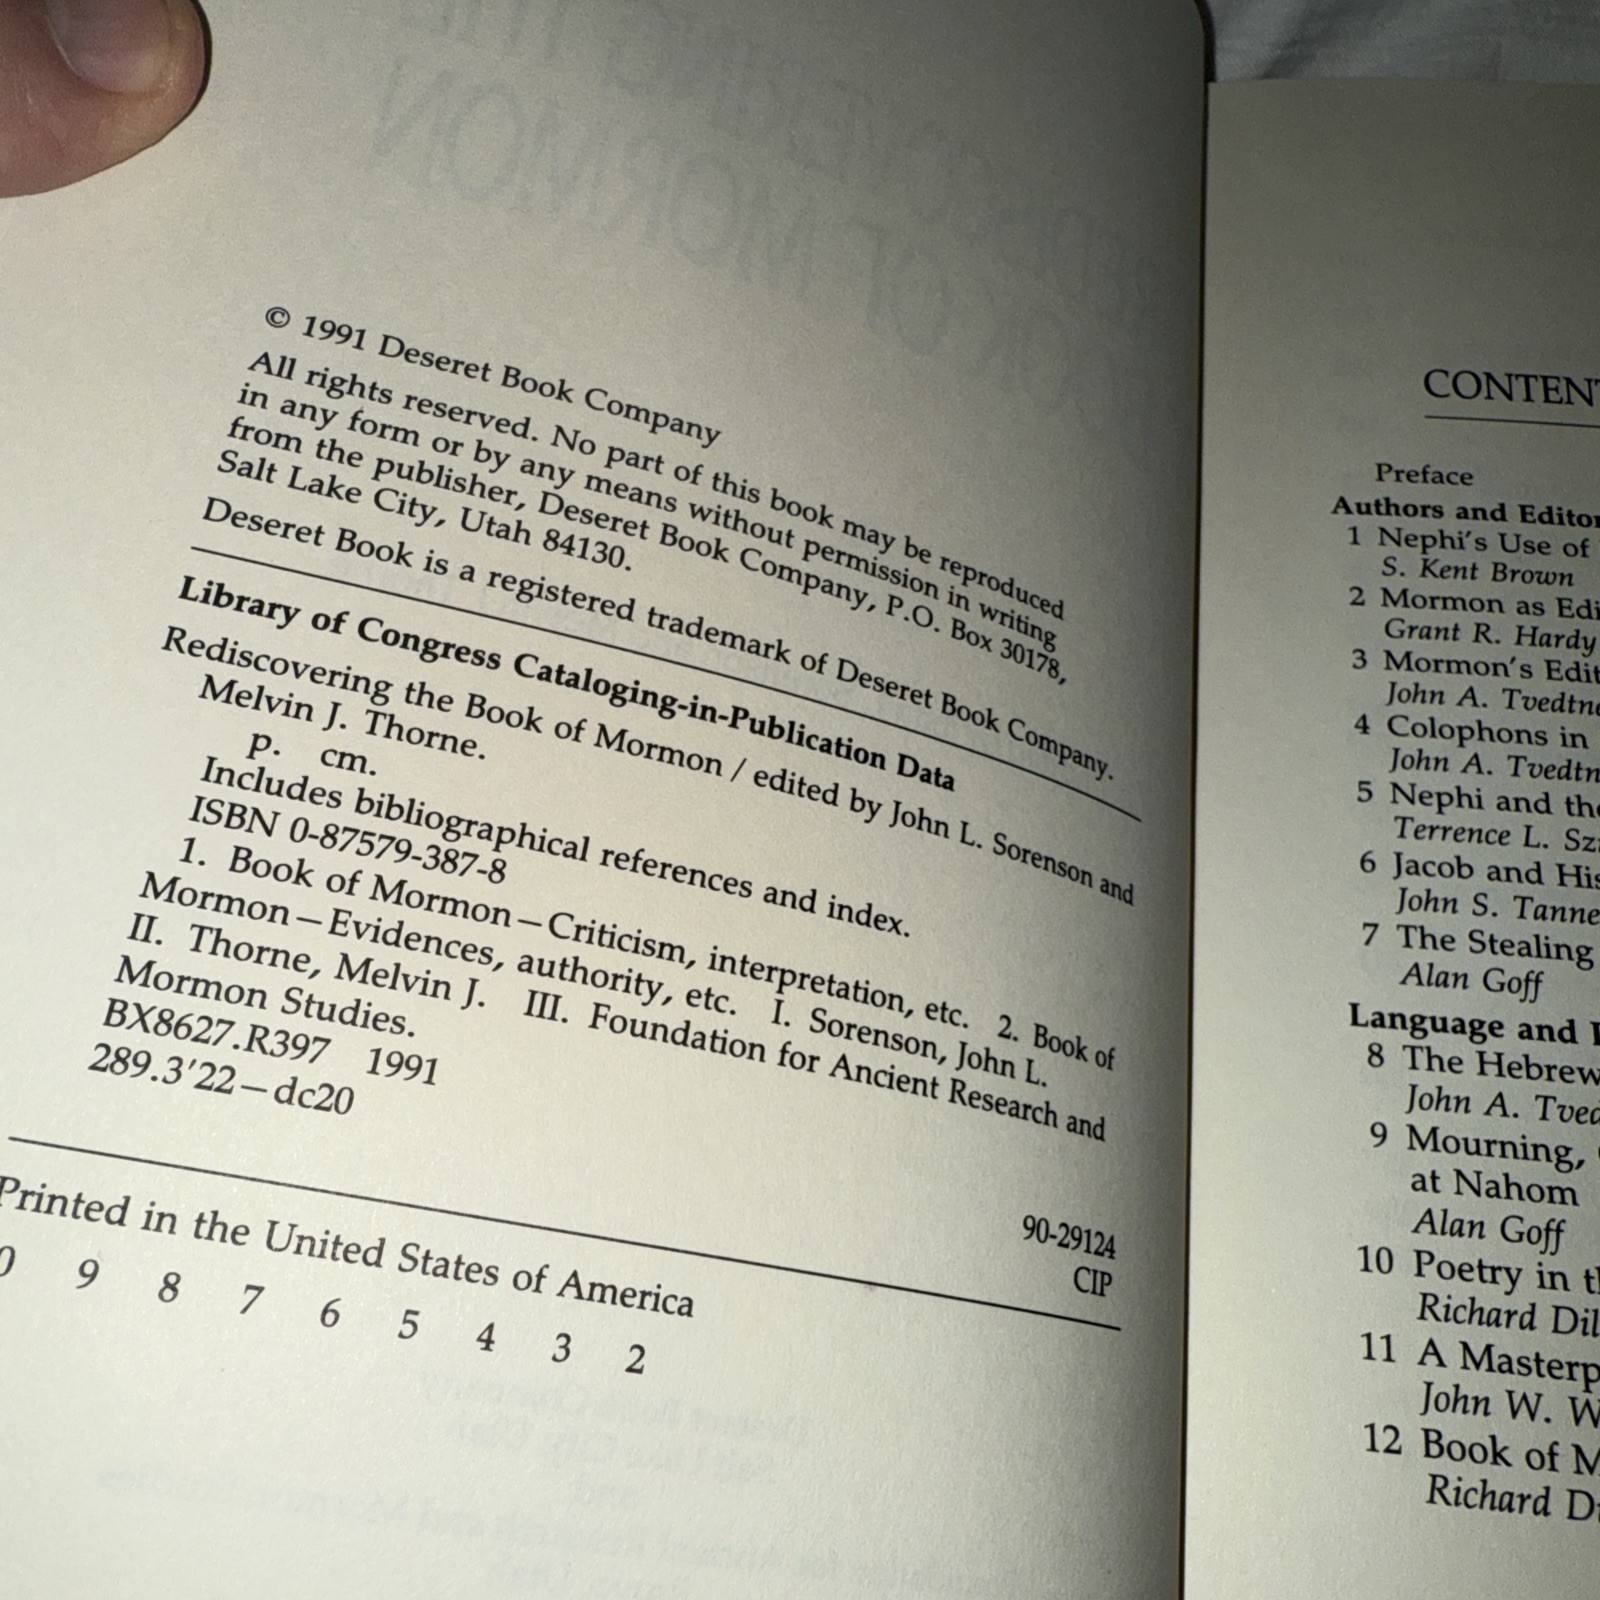 © 1991 Deseret Book Company
All rights reserved. No part of this book may be reproduced
in any form or by any means without permission in writing
from the publisher, Deseret Book Company, P.O. Box 30178,
Salt Lake City, Utah 84130.
Deseret Book is a registered trademark of Deseret Book Company.
Library of Congress Cataloging-in-Publication Data
Rediscovering the Book of Mormon / edited by John L. Sorenson and
Melvin J. Thorne.
p. cm.
Includes bibliographical references and index.
ISBN 0-87579-387-8
1. Book of Mormon—Criticism, interpretation, etc. 2. Book of
Mormon—Evidences, authority, etc. I. Sorenson, John L.
II. Thorne, Melvin J. III. Foundation for Ancient Research and
Mormon Studies.
BX8627.R397 1991
289.3'22—dc20
90-29124
CIP
Printed in the United States of America
0 9 8 7 6 5 4 3 2
CONTENT
Preface
Authors and Editor
1 Nephi's Use of
S. Kent Brown
2 Mormon as Edi
Grant R. Hardy
3 Mormon's Edit
John A. Tvedtne
4 Colophons in
John A. Tvedtn
5 Nephi and the
Terrence L. Sz
6 Jacob and His
John S. Tanne
7 The Stealing
Alan Goff
Language and
8 The Hebrew
John A. Tved
9 Mourning,
at Nahom
Alan Goff
10 Poetry in t
Richard Dil
11 A Masterp
John W. W
12 Book of M
Richard D